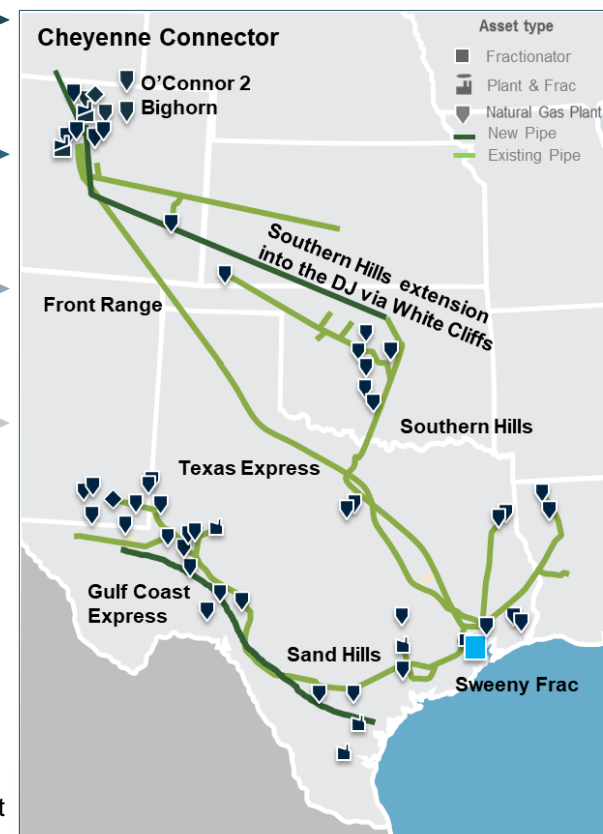 Cheyenne Connector
Asset type
Fractionator
Plant & Frac
Natural Gas Plant
New Pipe
Existing Pipe
O'Connor 2
Bighorn
Southern Hills extension
into the DJ via White Cliffs
Front Range
Southern Hills
Texas Express
Gulf Coast
Express
Sand Hills
Sweeny Frac
t